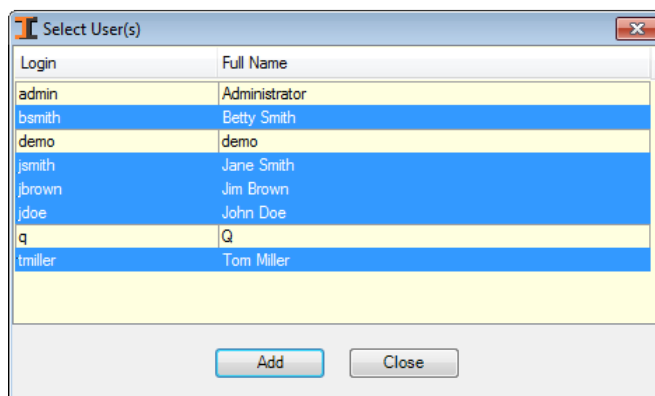 Select User(s)
Login Full Name
admin Administrator
bsmith Betty Smith
demo demo
jsmith Jane Smith
jbrown Jim Brown
jdoe John Doe
q Q
tmiller Tom Miller
Add Close